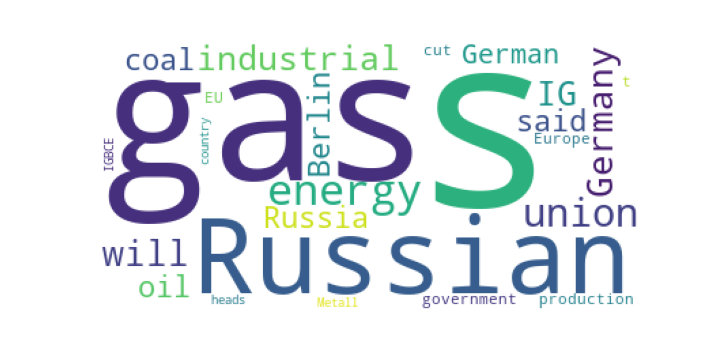 coal industrial cut German
gas s
EU Berlin IG Germany t
said
country Europe
IGBCE
energy
Russia union
Russian
will
oil
heads Metall government production